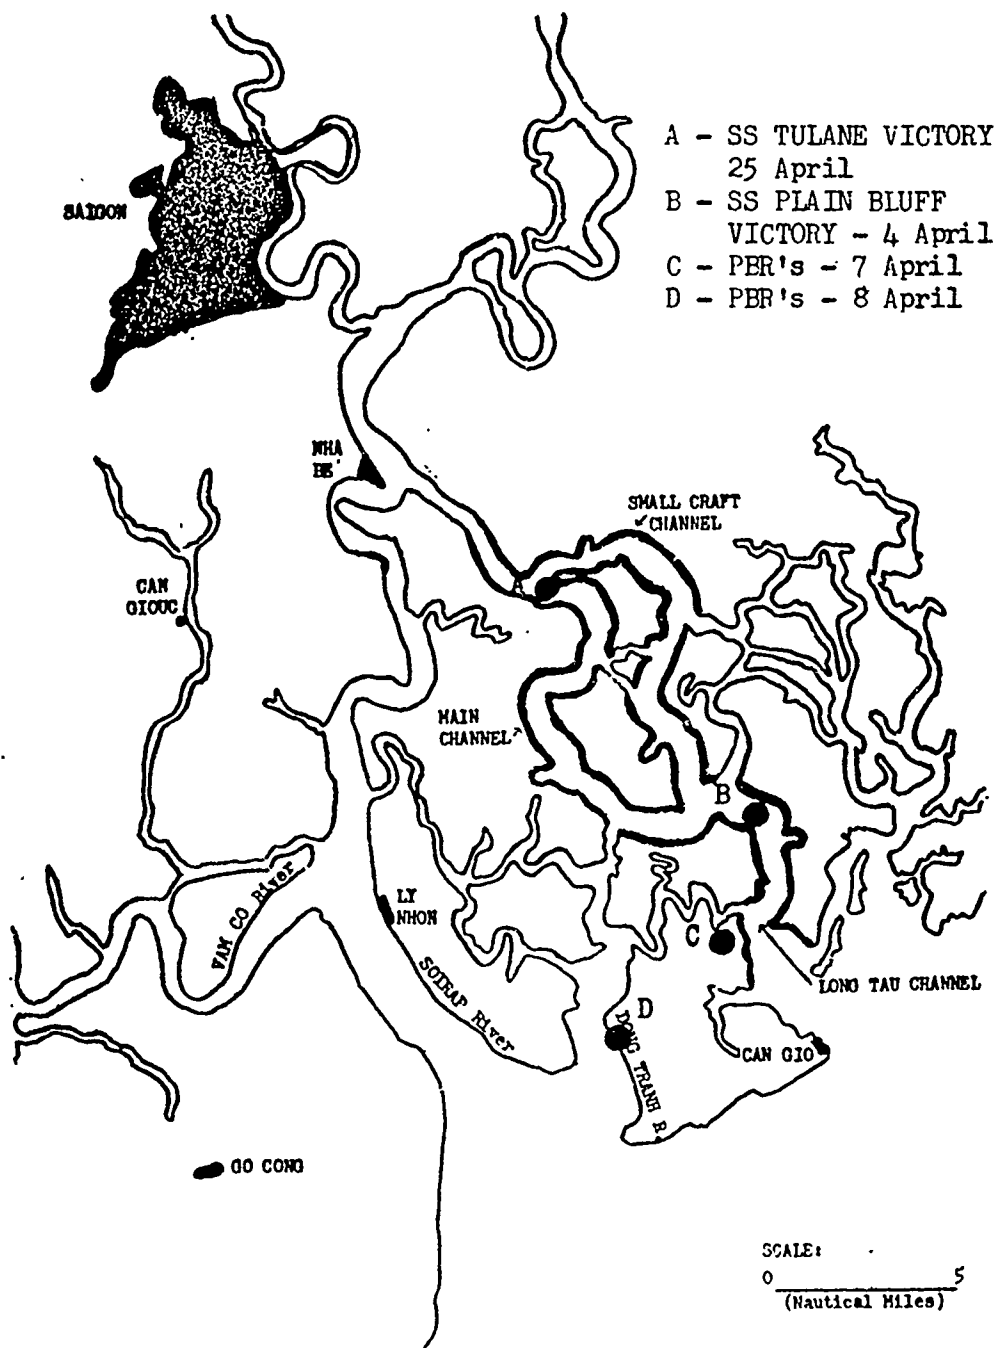 A - SS TULANE VICTORY
25 April
B - SS PLAIN BLUFF
VICTORY - 4 April
C - PBR's - 7 April
D - PBR's - 8 April
SAIGON
NHA
BE
SMALL CRAFT
CHANNEL
A
CAN
GIOUC
MAIN
CHANNEL
B
LY
NHON
VAM CO River
C
SOIRAP River
LONG TAU CHANNEL
D
DONG TRANH R.
CAN GIO
GO CONG
SCALE:
0 5
(Nautical Miles)